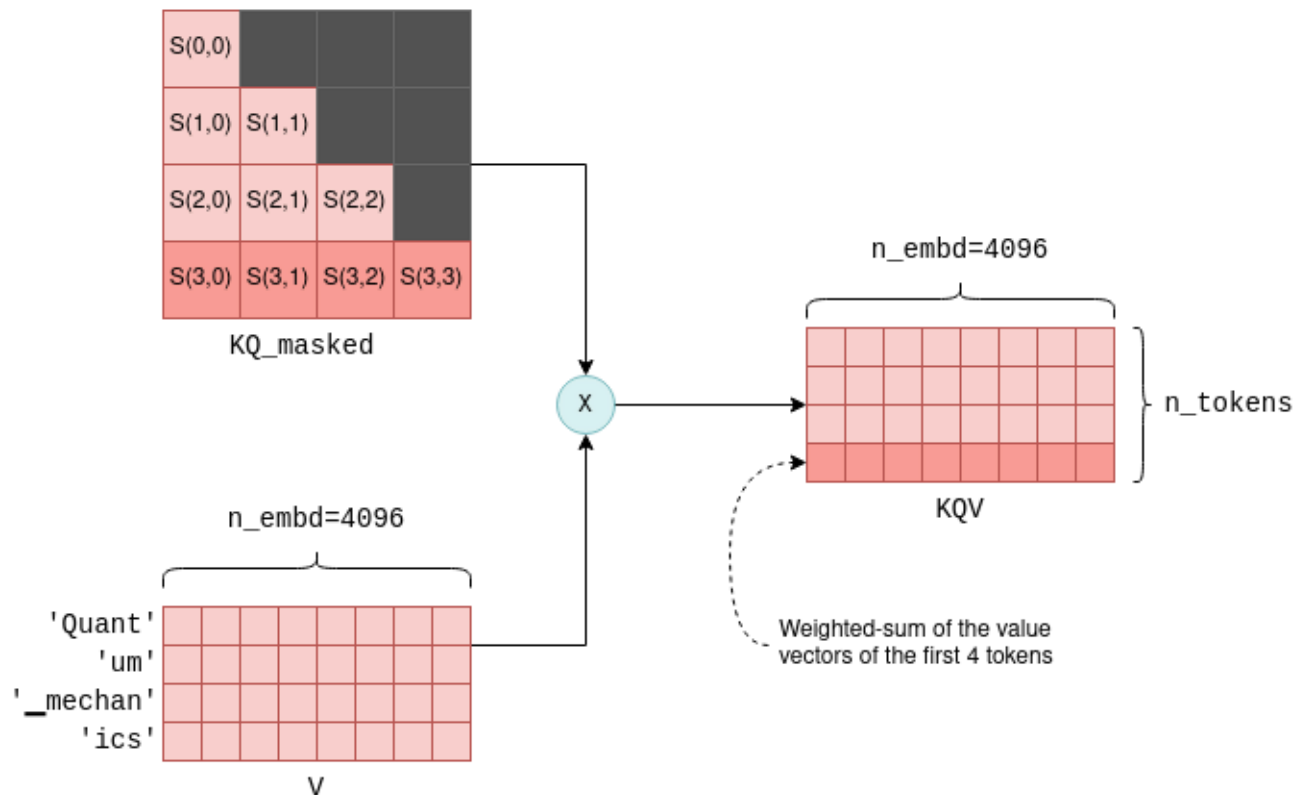 S(0,0)
S(1,0) S(1,1)
S(2,0) S(2,1) S(2,2)
S(3,0) S(3,1) S(3,2) S(3,3)
KQ_masked
n_embd=4096
X
n_tokens
KQV
n_embd=4096
'Quant'
'um'
'_mechan'
'ics'
V
Weighted-sum of the value
vectors of the first 4 tokens